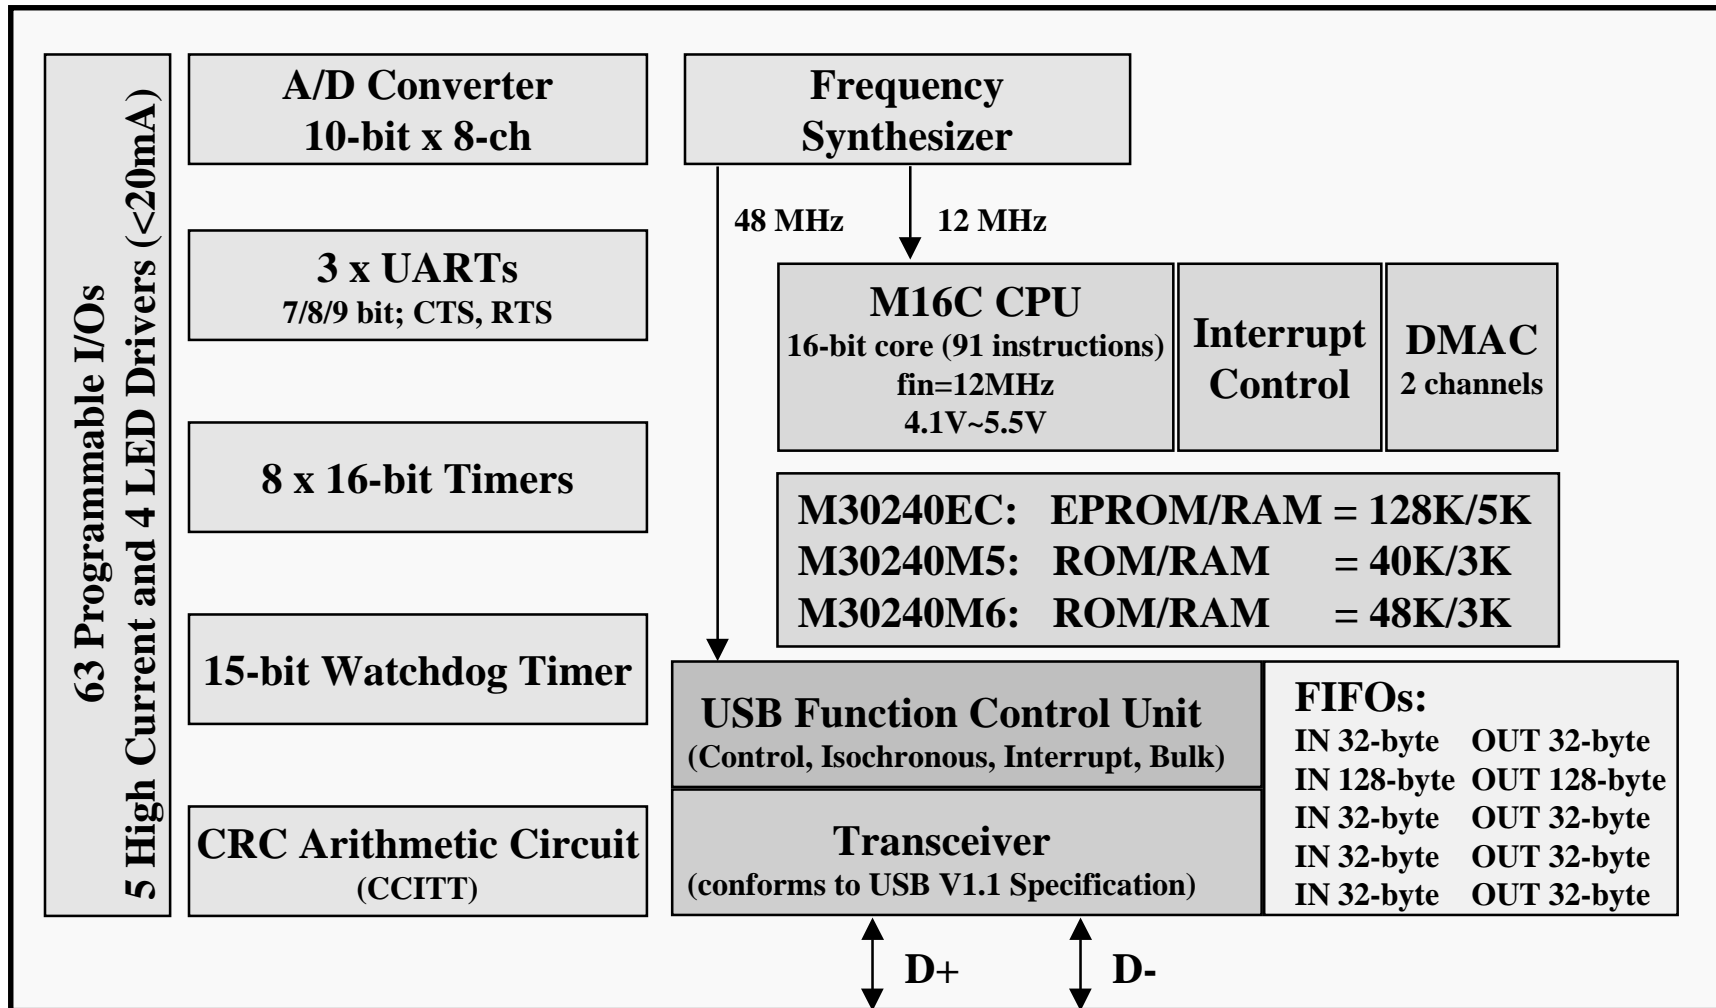 63 Programmable I/Os
5 High Current and 4 LED Drivers (<20mA)
A/D Converter
10-bit x 8-ch
3 x UARTs
7/8/9 bit; CTS, RTS
8 x 16-bit Timers
15-bit Watchdog Timer
CRC Arithmetic Circuit
(CCITT)
Frequency
Synthesizer
48 MHz
12 MHz
M16C CPU
16-bit core (91 instructions)
fin=12MHz
4.1V~5.5V
Interrupt
Control
DMAC
2 channels
M30240EC: EPROM/RAM = 128K/5K
M30240M5: ROM/RAM = 40K/3K
M30240M6: ROM/RAM = 48K/3K
USB Function Control Unit
(Control, Isochronous, Interrupt, Bulk)
Transceiver
(conforms to USB V1.1 Specification)
FIFOs:
IN 32-byte OUT 32-byte
IN 128-byte OUT 128-byte
IN 32-byte OUT 32-byte
IN 32-byte OUT 32-byte
IN 32-byte OUT 32-byte
D+
D-